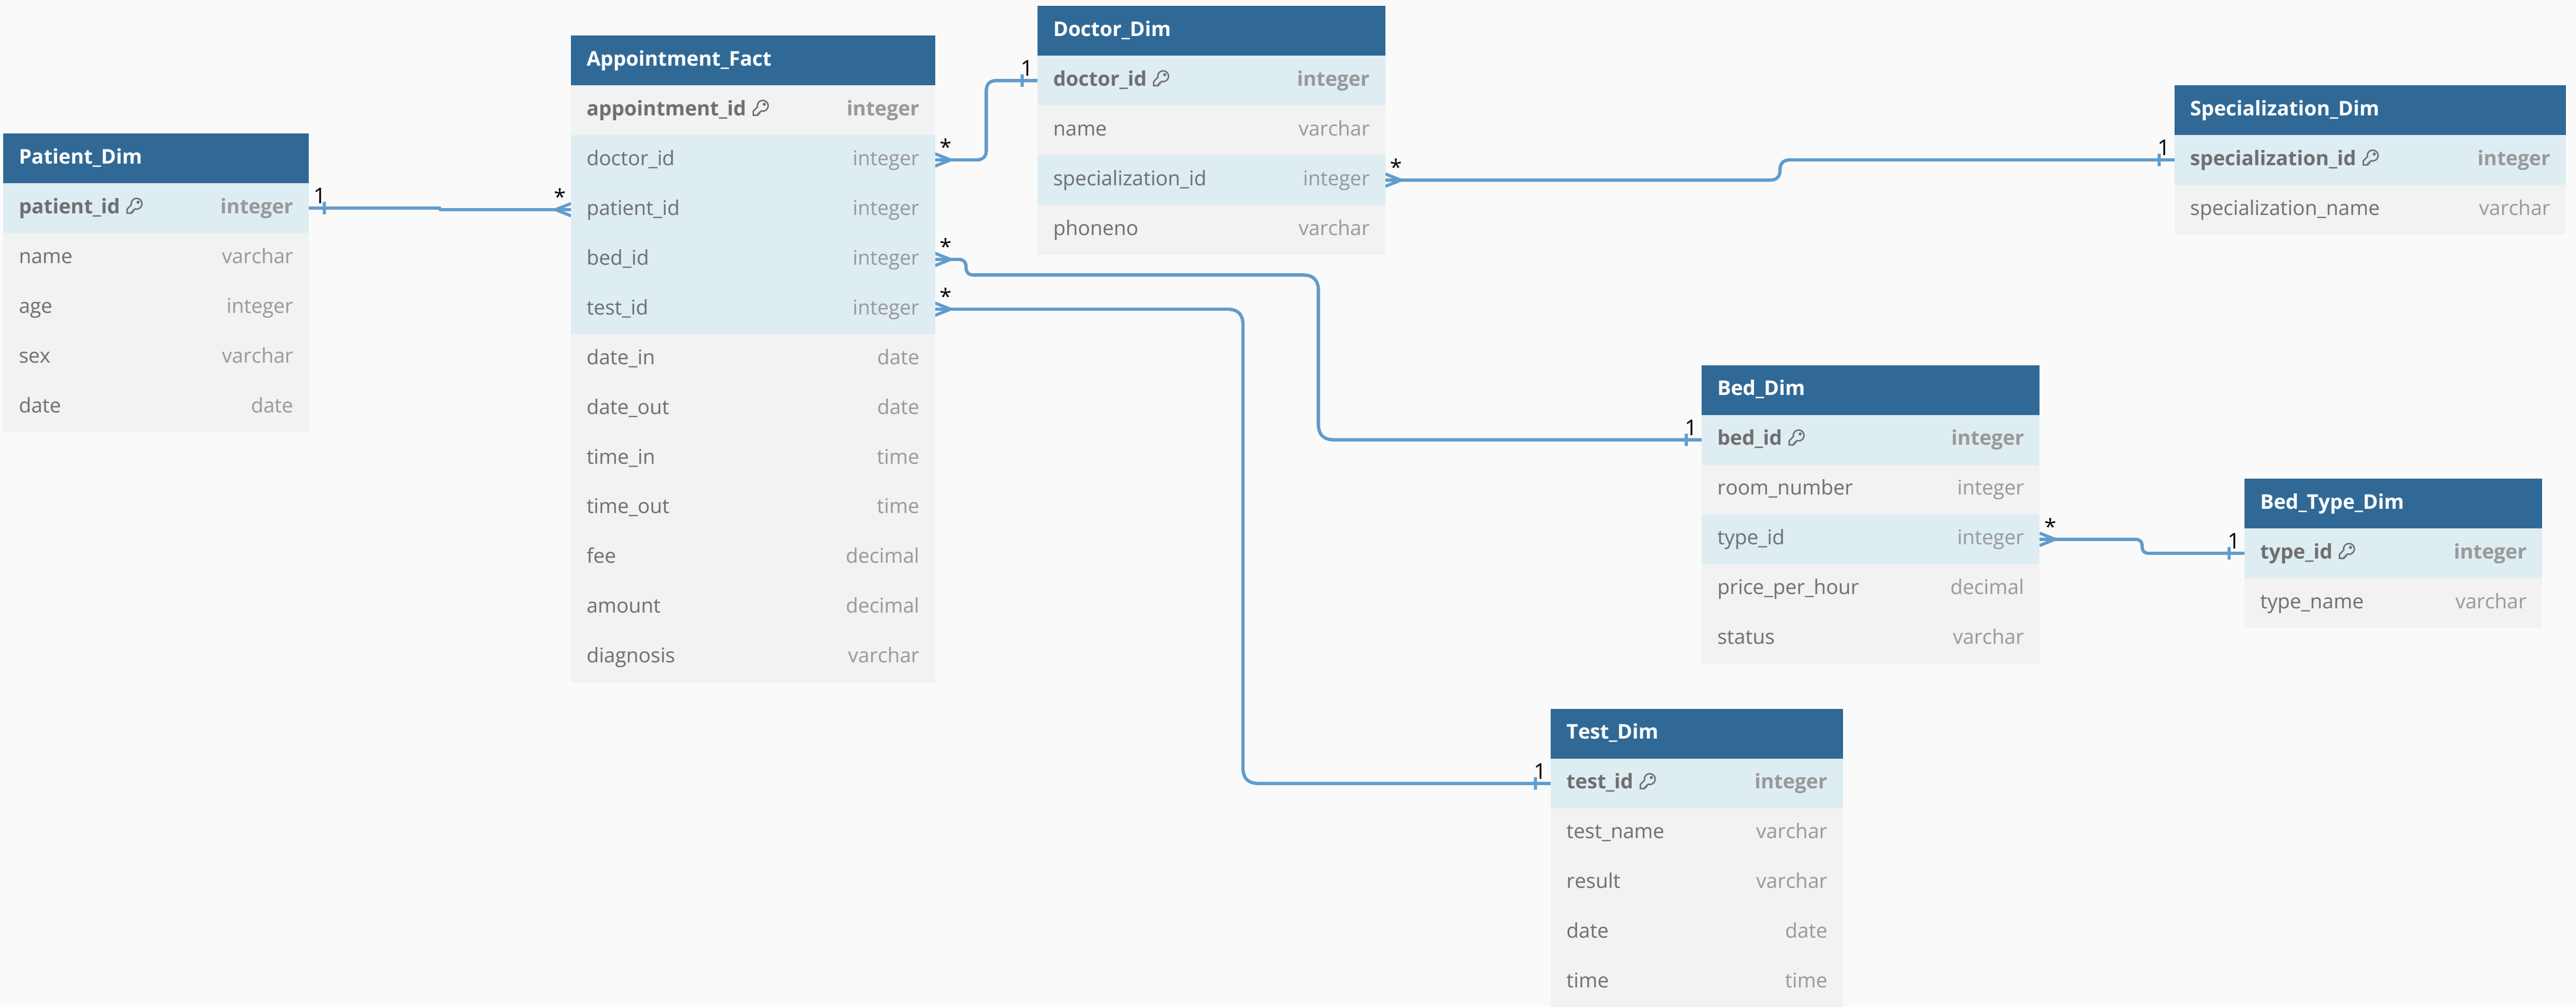 Patient_Dim
patient_id integer
name varchar
age integer
sex varchar
date date
1 *
Appointment_Fact
appointment_id integer
doctor_id integer
patient_id integer
bed_id integer
test_id integer
date_in date
date_out date
time_in time
time_out time
fee decimal
amount decimal
diagnosis varchar
* 1
*
*
Doctor_Dim
doctor_id integer
name varchar
specialization_id integer
phoneno varchar
* 1
Specialization_Dim
specialization_id integer
specialization_name varchar
1
Bed_Dim
bed_id integer
room_number integer
type_id integer
price_per_hour decimal
status varchar
* 1
Bed_Type_Dim
type_id integer
type_name varchar
1
Test_Dim
test_id integer
test_name varchar
result varchar
date date
time time